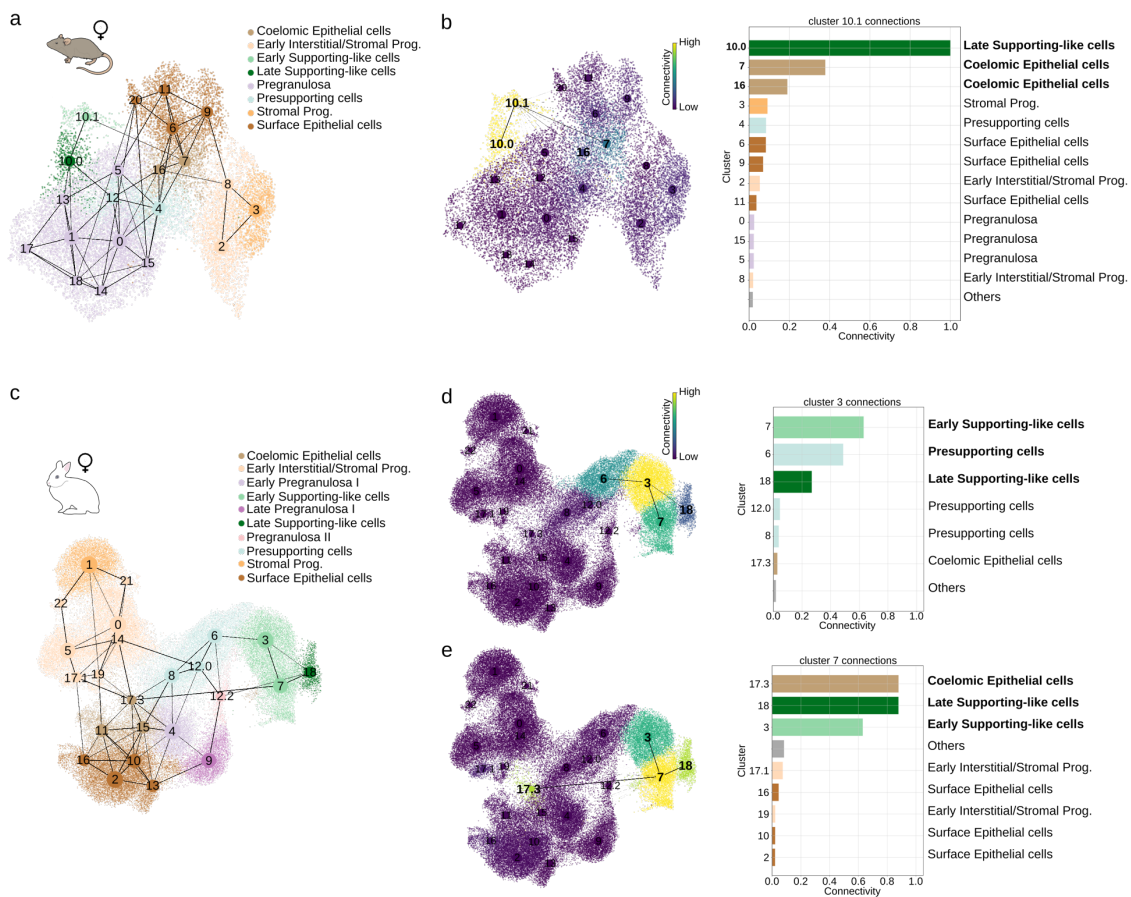 a
♀
Coelomic Epithelial cells
Early Interstitial/Stromal Prog.
Early Supporting-like cells
Late Supporting-like cells
Pregranulosa
Presupporting cells
Stromal Prog.
Surface Epithelial cells
11
20
9
10.1
6
7
10.0
5
16
8
13
12
4
3
1
0
2
17
15
18
14
b
High
Connectivity
Low
10.1
10.0
16
7
cluster 10.1 connections
Cluster
10.0 Late Supporting-like cells
7 Coelomic Epithelial cells
16 Coelomic Epithelial cells
3 Stromal Prog.
4 Presupporting cells
6 Surface Epithelial cells
9 Surface Epithelial cells
2 Early Interstitial/Stromal Prog.
11 Surface Epithelial cells
0 Pregranulosa
15 Pregranulosa
5 Pregranulosa
8 Early Interstitial/Stromal Prog.
Others
0.0 0.2 0.4 0.6 0.8 1.0
Connectivity
c
♀
Coelomic Epithelial cells
Early Interstitial/Stromal Prog.
Early Pregranulosa I
Early Supporting-like cells
Late Pregranulosa I
Late Supporting-like cells
Pregranulosa II
Presupporting cells
Stromal Prog.
Surface Epithelial cells
1
21
22
0
14
6
3
5
12.0
17.1
19
8
18
7
17.3
12.2
11
15
4
16
10
9
2
13
d
High
Connectivity
Low
6
3
7
18
12.0
12.2
cluster 3 connections
Cluster
7 Early Supporting-like cells
6 Presupporting cells
18 Late Supporting-like cells
12.0 Presupporting cells
8 Presupporting cells
17.3 Coelomic Epithelial cells
Others
0.0 0.2 0.4 0.6 0.8 1.0
Connectivity
e
3
18
7
17.3
cluster 7 connections
Cluster
17.3 Coelomic Epithelial cells
18 Late Supporting-like cells
3 Early Supporting-like cells
Others
17.1 Early Interstitial/Stromal Prog.
16 Surface Epithelial cells
19 Early Interstitial/Stromal Prog.
10 Surface Epithelial cells
2 Surface Epithelial cells
0.0 0.2 0.4 0.6 0.8 1.0
Connectivity